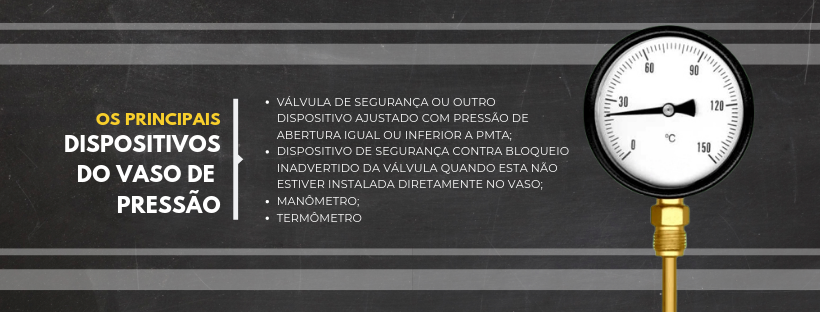 OS PRINCIPAIS
DISPOSITIVOS
DO VASO DE
PRESSÃO
• VÁLVULA DE SEGURANÇA OU OUTRO
DISPOSITIVO AJUSTADO COM PRESSÃO DE
ABERTURA IGUAL OU INFERIOR A PMTA;
• DISPOSITIVO DE SEGURANÇA CONTRA BLOQUEIO
INADVERTIDO DA VÁLVULA QUANDO ESTA NÃO
ESTIVER INSTALADA DIRETAMENTE NO VASO;
• MANÔMETRO;
• TERMÔMETRO
60 90
30 120
°C
0 150